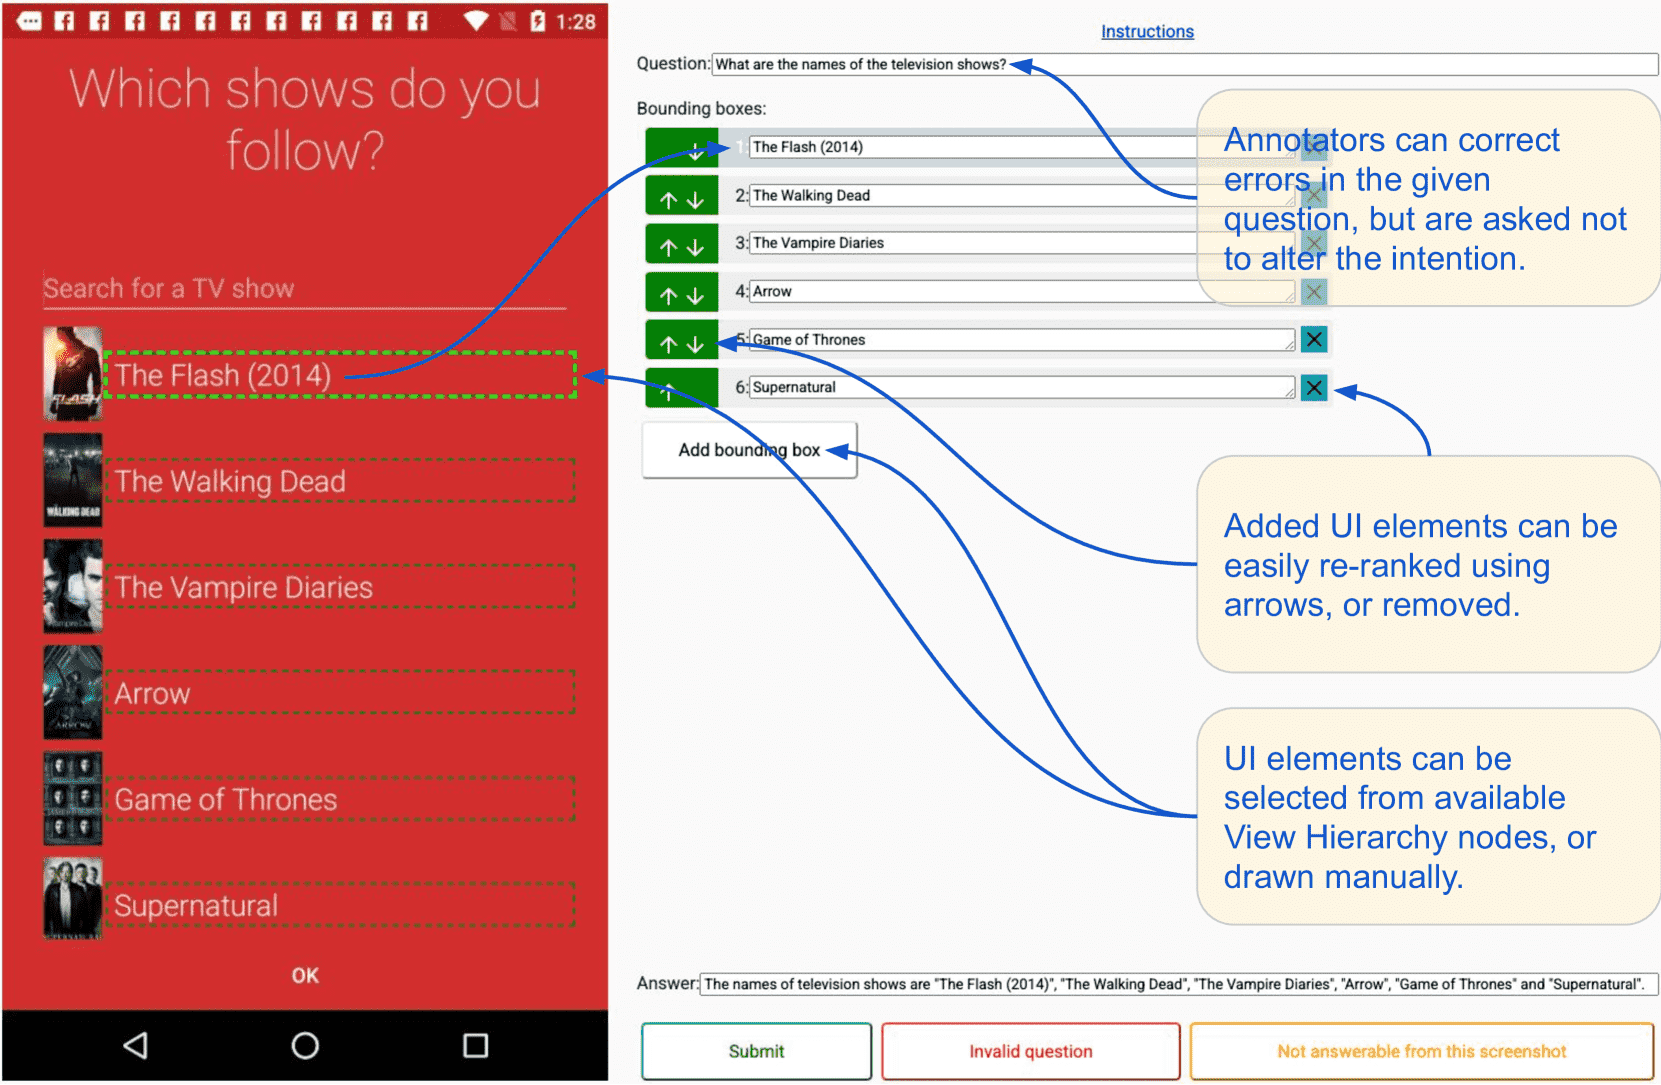 1:28
Which shows do you
follow?
Search for a TV show
FLASH
The Flash (2014)
The Walking Dead
WALKING DEAD
The Vampire Diaries
Arrow
ARROW
Game of Thrones
Supernatural
OK
Instructions
Question: What are the names of the television shows?
Bounding boxes:
1: The Flash (2014)
2: The Walking Dead
3: The Vampire Diaries
4: Arrow
5: Game of Thrones
6: Supernatural
Add bounding box
Annotators can correct
errors in the given
question, but are asked not
to alter the intention.
Added UI elements can be
easily re-ranked using
arrows, or removed.
UI elements can be
selected from available
View Hierarchy nodes, or
drawn manually.
Answer: The names of television shows are "The Flash (2014)", "The Walking Dead", "The Vampire Diaries", "Arrow", "Game of Thrones" and "Supernatural".
Submit
Invalid question
Not answerable from this screenshot